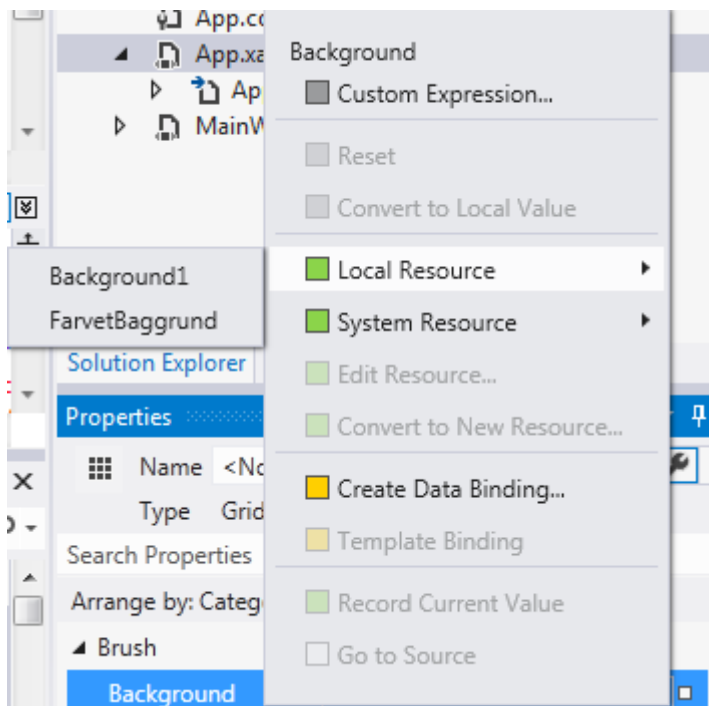 App.co
App.xa
Ap
MainW
Background
Custom Expression...
Reset
Convert to Local Value
Local Resource
System Resource
Edit Resource...
Convert to New Resource...
Create Data Binding...
Template Binding
Record Current Value
Go to Source
Background1
FarvetBaggrund
Solution Explorer
Properties
Name <No
Type Grid
Search Properties
Arrange by: Catego
Brush
Background